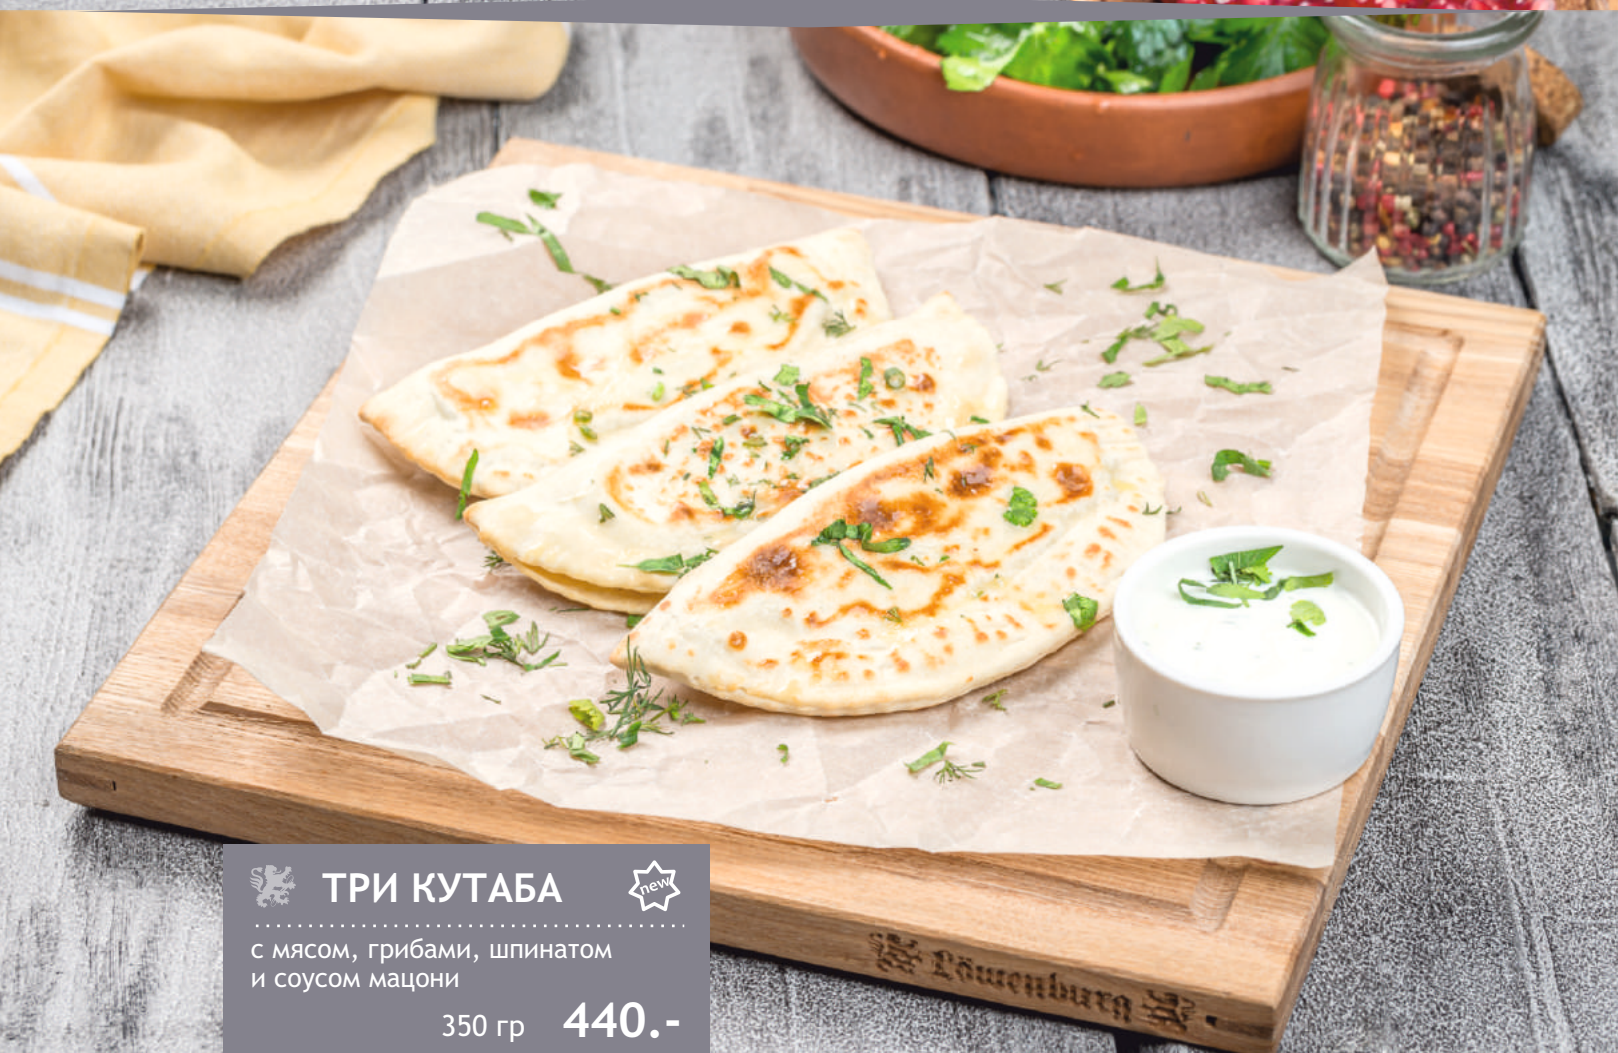 ТРИ КУТАБА
new
с мясом, грибами, шпинатом
и соусом мацони
350 гр 440.-
Löwenburg